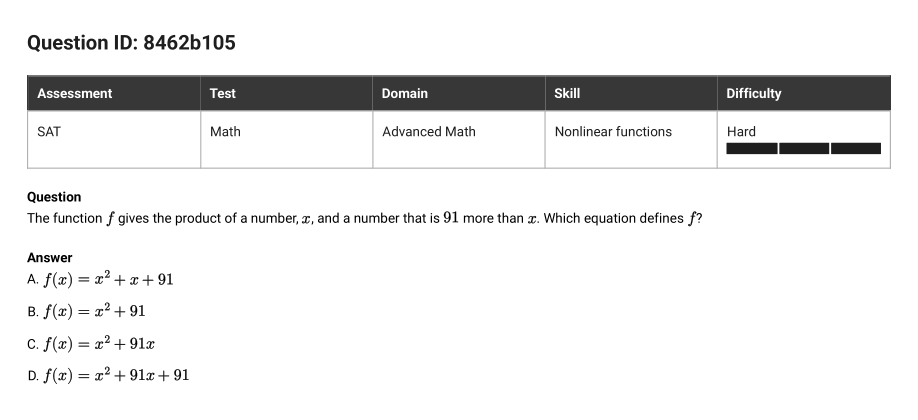 Question ID: 8462b105
Assessment Test Domain Skill Difficulty
SAT Math Advanced Math Nonlinear functions Hard
Question
The function f gives the product of a number, x, and a number that is 91 more than x. Which equation defines f?
Answer
A. f(x) = x² + x + 91
B. f(x) = x² + 91
C. f(x) = x² + 91x
D. f(x) = x² + 91x + 91